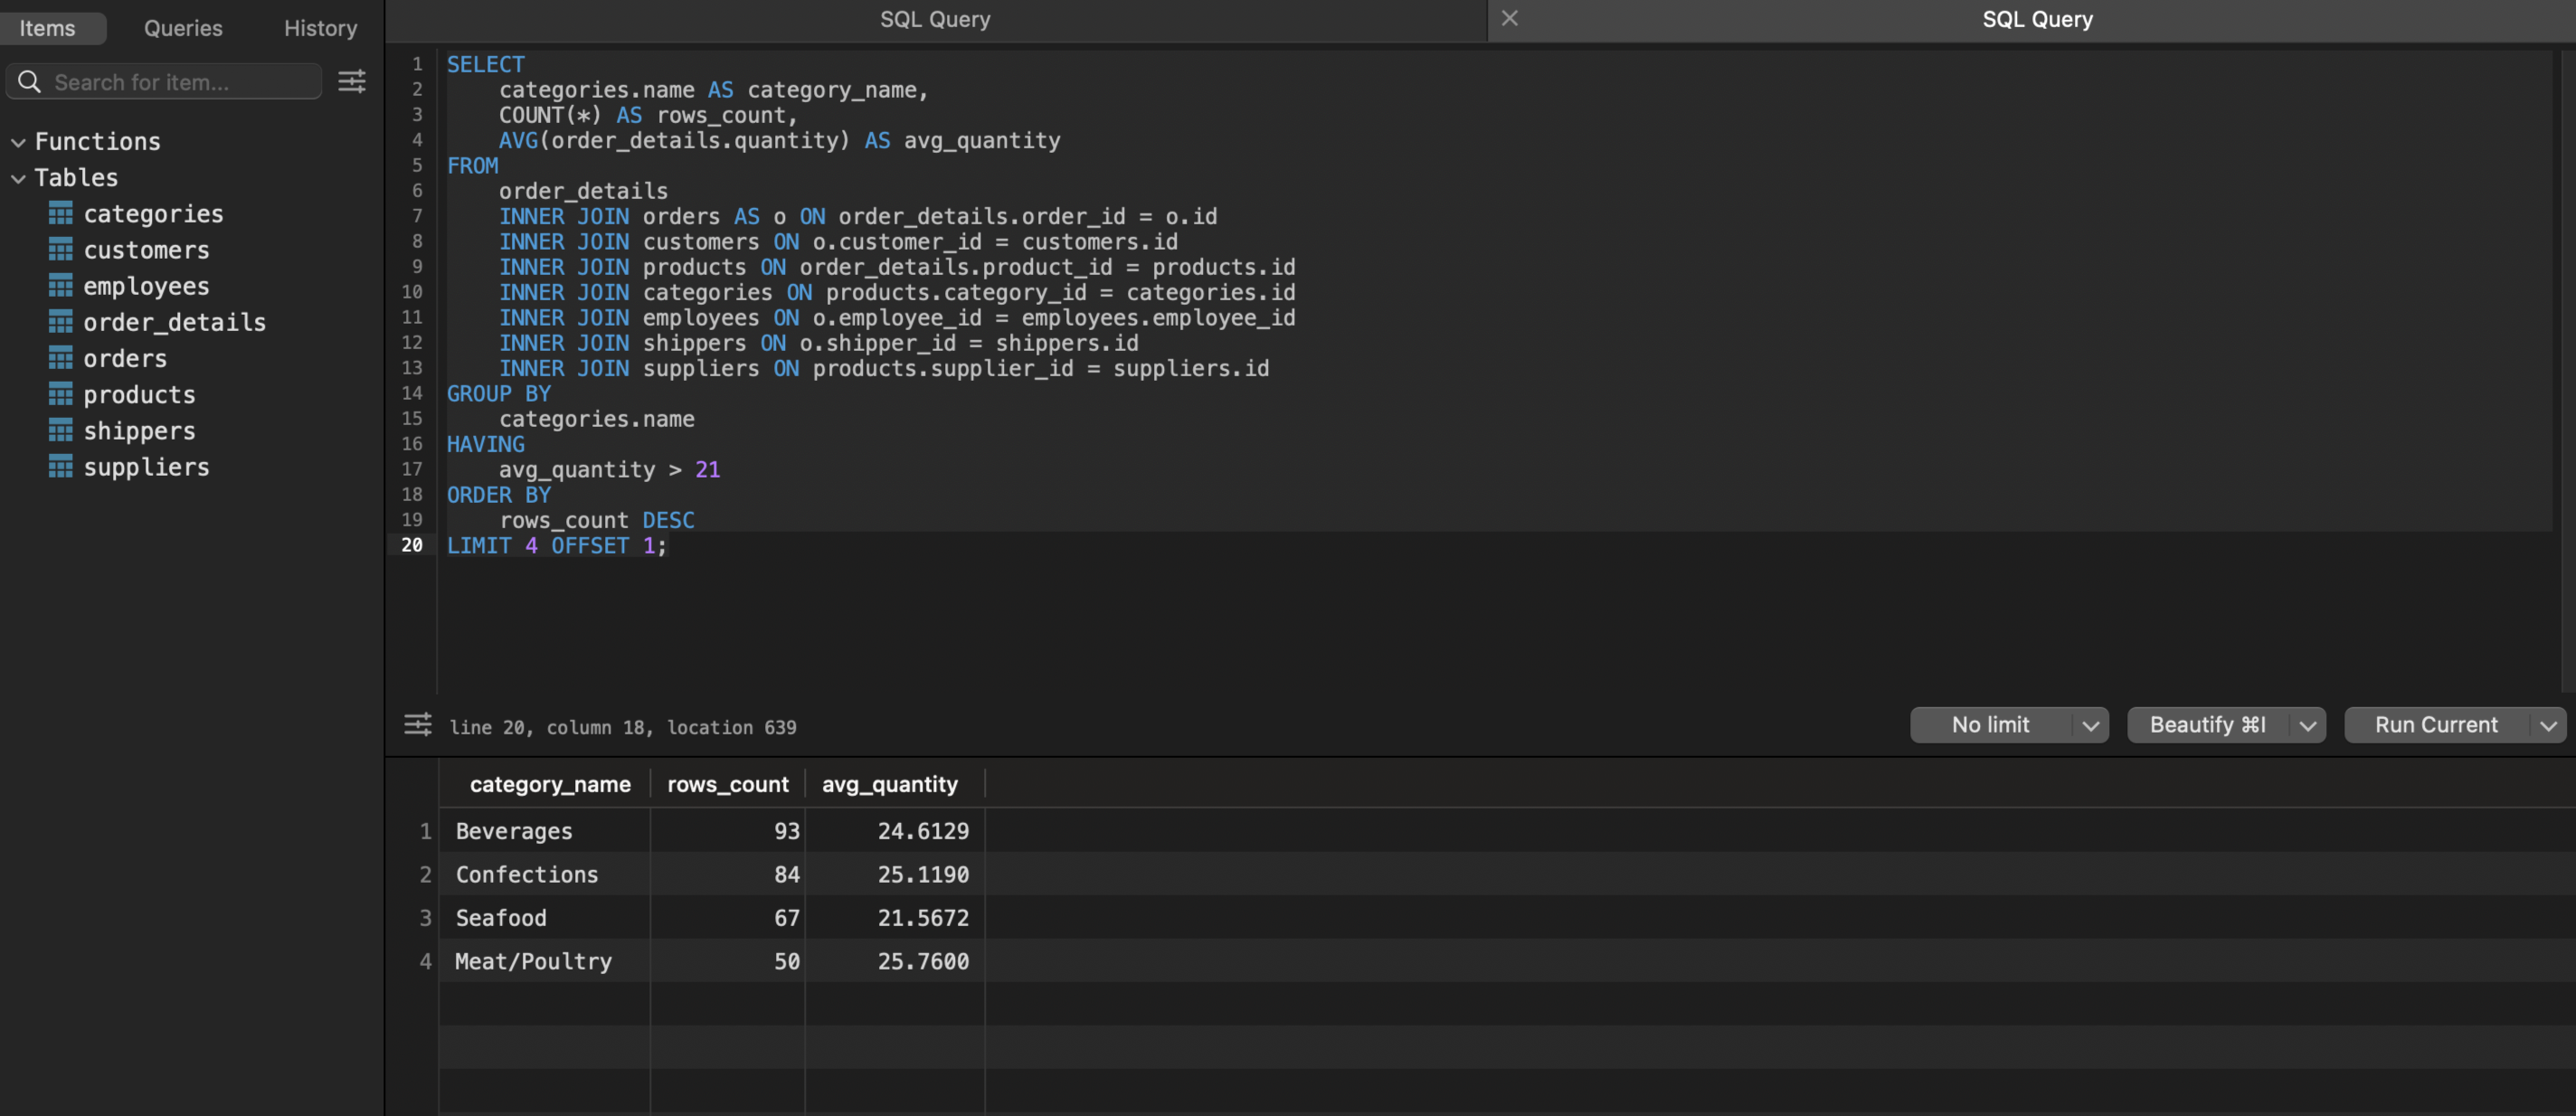 Items Queries History
Search for item...
Functions
Tables
categories
customers
employees
order_details
orders
products
shippers
suppliers
SQL Query
SQL Query
1 SELECT
2 categories.name AS category_name,
3 COUNT(*) AS rows_count,
4 AVG(order_details.quantity) AS avg_quantity
5 FROM
6 order_details
7 INNER JOIN orders AS o ON order_details.order_id = o.id
8 INNER JOIN customers ON o.customer_id = customers.id
9 INNER JOIN products ON order_details.product_id = products.id
10 INNER JOIN categories ON products.category_id = categories.id
11 INNER JOIN employees ON o.employee_id = employees.employee_id
12 INNER JOIN shippers ON o.shipper_id = shippers.id
13 INNER JOIN suppliers ON products.supplier_id = suppliers.id
14 GROUP BY
15 categories.name
16 HAVING
17 avg_quantity > 21
18 ORDER BY
19 rows_count DESC
20 LIMIT 4 OFFSET 1;
line 20, column 18, location 639
No limit Beautify ⌘I Run Current
category_name rows_count avg_quantity
1 Beverages 93 24.6129
2 Confections 84 25.1190
3 Seafood 67 21.5672
4 Meat/Poultry 50 25.7600